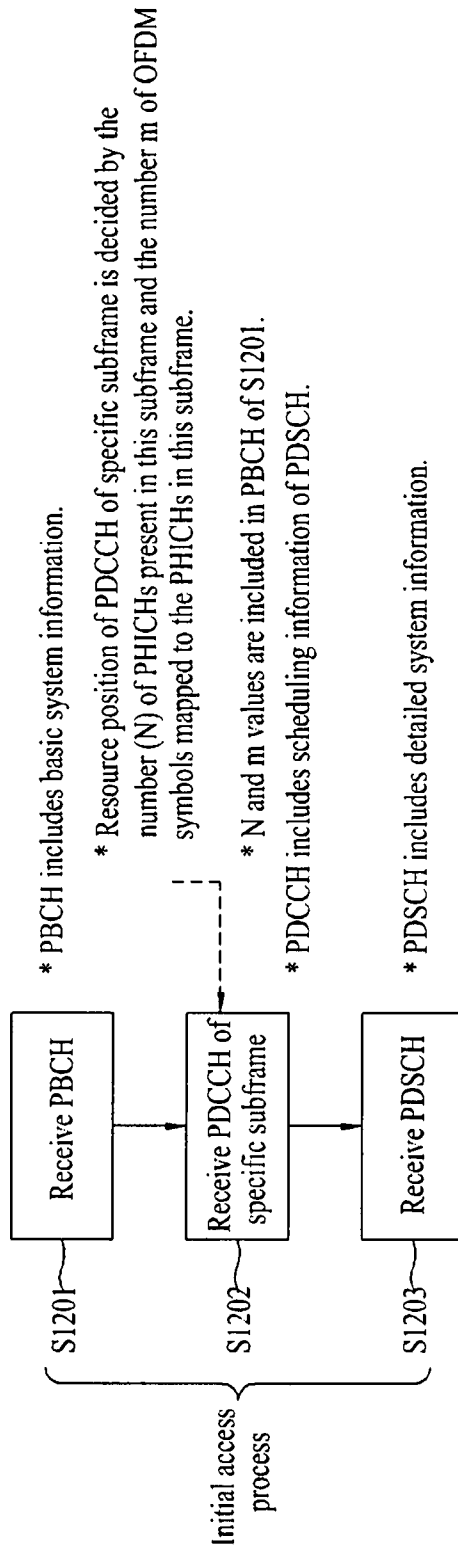 Initial access
process
S1201
Receive PBCH
* PBCH includes basic system information.
* Resource position of PDCCH of specific subframe is decided by the
number (N) of PHICHs present in this subframe and the number m of OFDM
symbols mapped to the PHICHs in this subframe.
S1202
Receive PDCCH of
specific subframe
* N and m values are included in PBCH of S1201.
* PDCCH includes scheduling information of PDSCH.
S1203
Receive PDSCH
* PDSCH includes detailed system information.